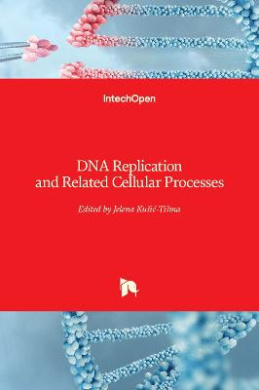 IntechOpen
DNA Replication
and Related Cellular Processes
Edited by Jelena Kušić-Tišma